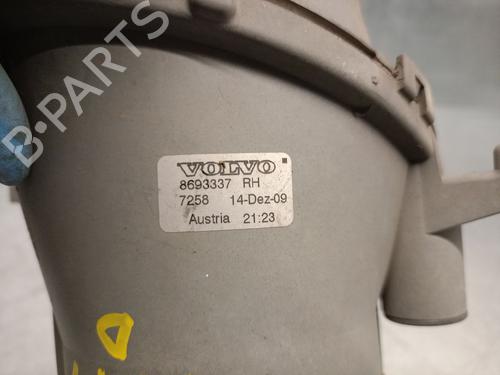 B-PARTS
VOLVO
8693337 RH
7258 14-Dez-09
Austria 21:23
D